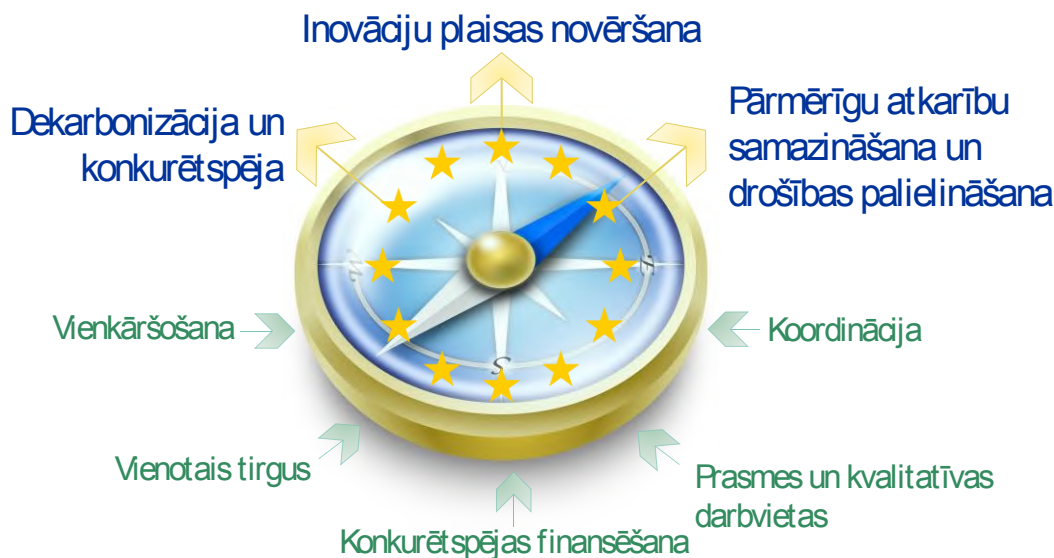 Inovāciju plaisas novēršana
Dekarbonizācija un
konkurētspēja
Pārmērīgu atkarību
samazināšana un
drošības palielināšana
Vienkāršošana
Koordinācija
S
Vienotais tirgus
Prasmes un kvalitatīvas
darbvietas
Konkurētspējas finansēšana